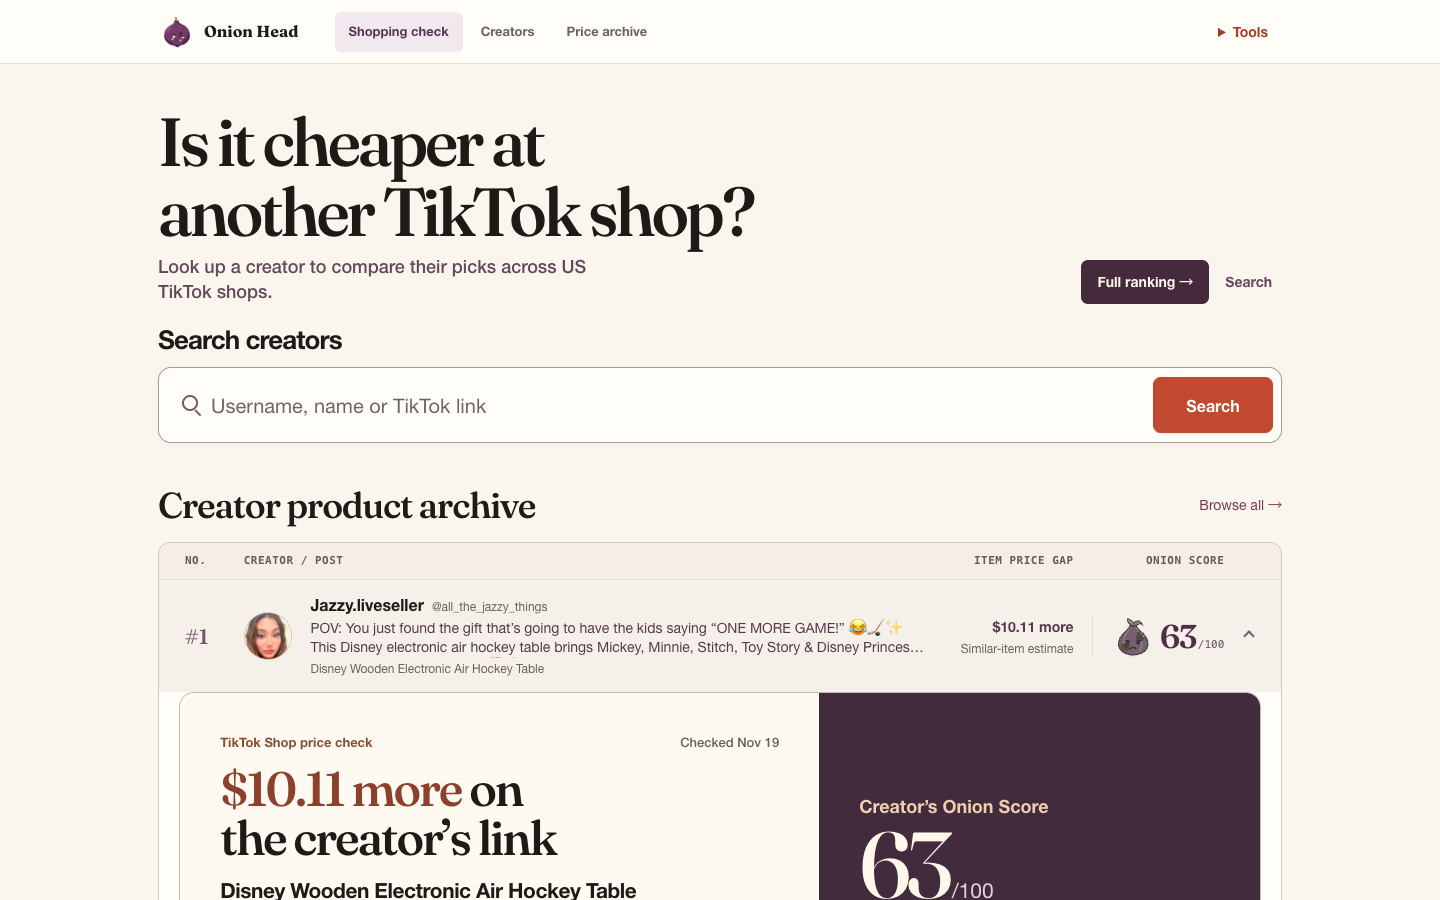 Onion Head
Shopping check
Creators
Price archive
▶ Tools
Is it cheaper at
another TikTok shop?
Look up a creator to compare their picks across US
TikTok shops.
Full ranking →
Search
Search creators
Username, name or TikTok link
Search
Creator product archive
Browse all →
NO.
CREATOR / POST
ITEM PRICE GAP
ONION SCORE
#1
Jazzy.liveseller @all_the_jazzy_things
POV: You just found the gift that’s going to have the kids saying “ONE MORE GAME!” 😂🏒✨
This Disney electronic air hockey table brings Mickey, Minnie, Stitch, Toy Story & Disney Princes…
Disney Wooden Electronic Air Hockey Table
$10.11 more
Similar-item estimate
63/100
TikTok Shop price check
Checked Nov 19
$10.11 more on
the creator’s link
Disney Wooden Electronic Air Hockey Table
Creator’s Onion Score
63/100